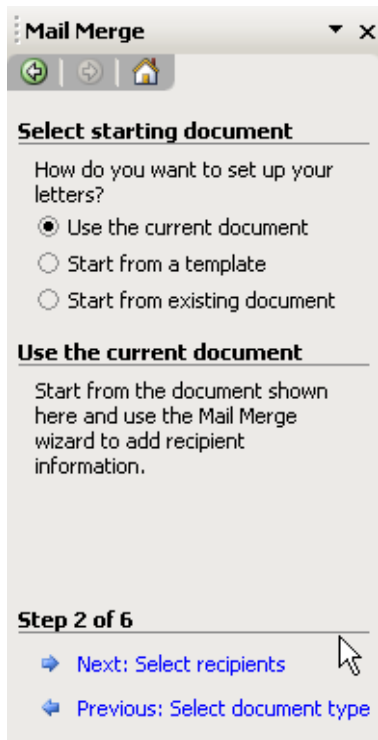 Mail Merge
Select starting document
How do you want to set up your
letters?
Use the current document
Start from a template
Start from existing document
Use the current document
Start from the document shown
here and use the Mail Merge
wizard to add recipient
information.
Step 2 of 6
Next: Select recipients
Previous: Select document type